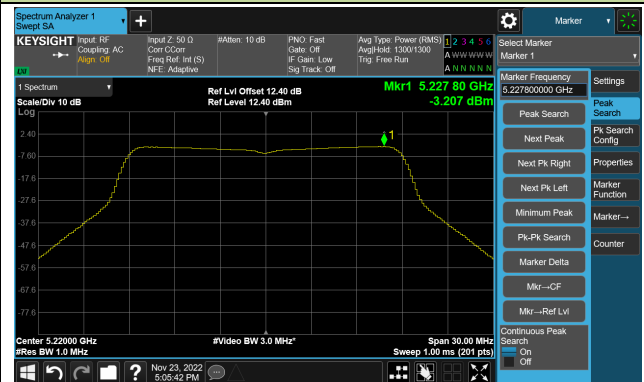 Spectrum Analyzer 1
Swept SA
Marker
KEYSIGHT
Input: RF
Coupling: AC
Align: Off
Input Z: 50 Ω
Corr CCorr
Freq Ref: Int (S)
NFE: Adaptive
#Atten: 10 dB
PNO: Fast
Gate: Off
IF Gain: Low
Sig Track: Off
Avg Type: Power (RMS)
Avg|Hold: 1300/1300
Trig: Free Run
1 2 3 4 5 6
A W W W W W
A N N N N N
LXI
Select Marker
Marker 1
1 Spectrum
Scale/Div 10 dB
Ref Lvl Offset 12.40 dB
Ref Level 12.40 dBm
Mkr1 5.227 80 GHz
-3.207 dBm
Log
2.40
-7.60
-17.6
-27.6
-37.6
-47.6
-57.6
-67.6
-77.6
1
Center 5.22000 GHz
#Res BW 1.0 MHz
#Video BW 3.0 MHz*
Span 30.00 MHz
Sweep 1.00 ms (201 pts)
Marker Frequency
5.227800000 GHz
Peak Search
Next Peak
Next Pk Right
Next Pk Left
Minimum Peak
Pk-Pk Search
Marker Delta
Mkr→CF
Mkr→Ref Lvl
Continuous Peak
Search
On
Off
Settings
Peak
Search
Pk Search
Config
Properties
Marker
Function
Marker→
Counter
?
Nov 23, 2022
5:05:42 PM